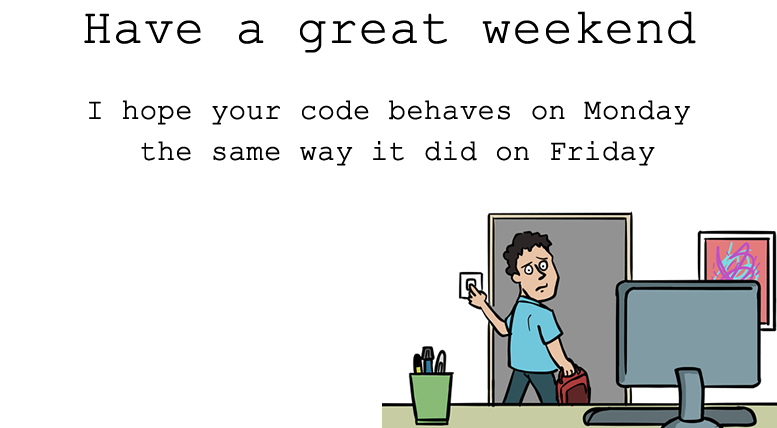 Have a great weekend
I hope your code behaves on Monday
the same way it did on Friday